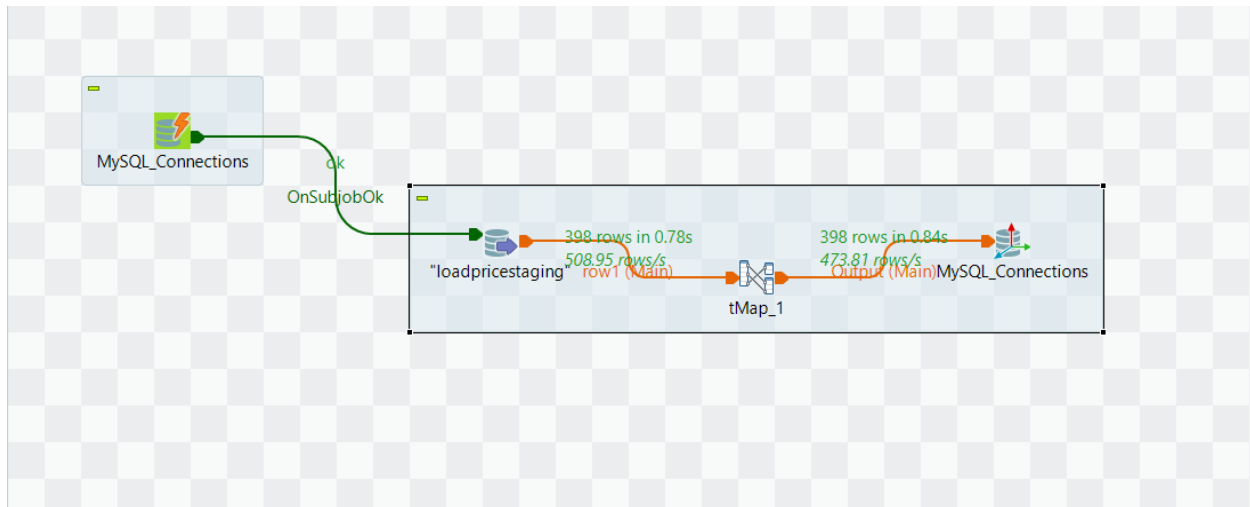 MySQL_Connections
ok
OnSubjobOk
398 rows in 0.78s
508.95 rows/s
"loadpricestaging"
row1 (Main)
tMap_1
398 rows in 0.84s
473.81 rows/s
Output (Main)
MySQL_Connections